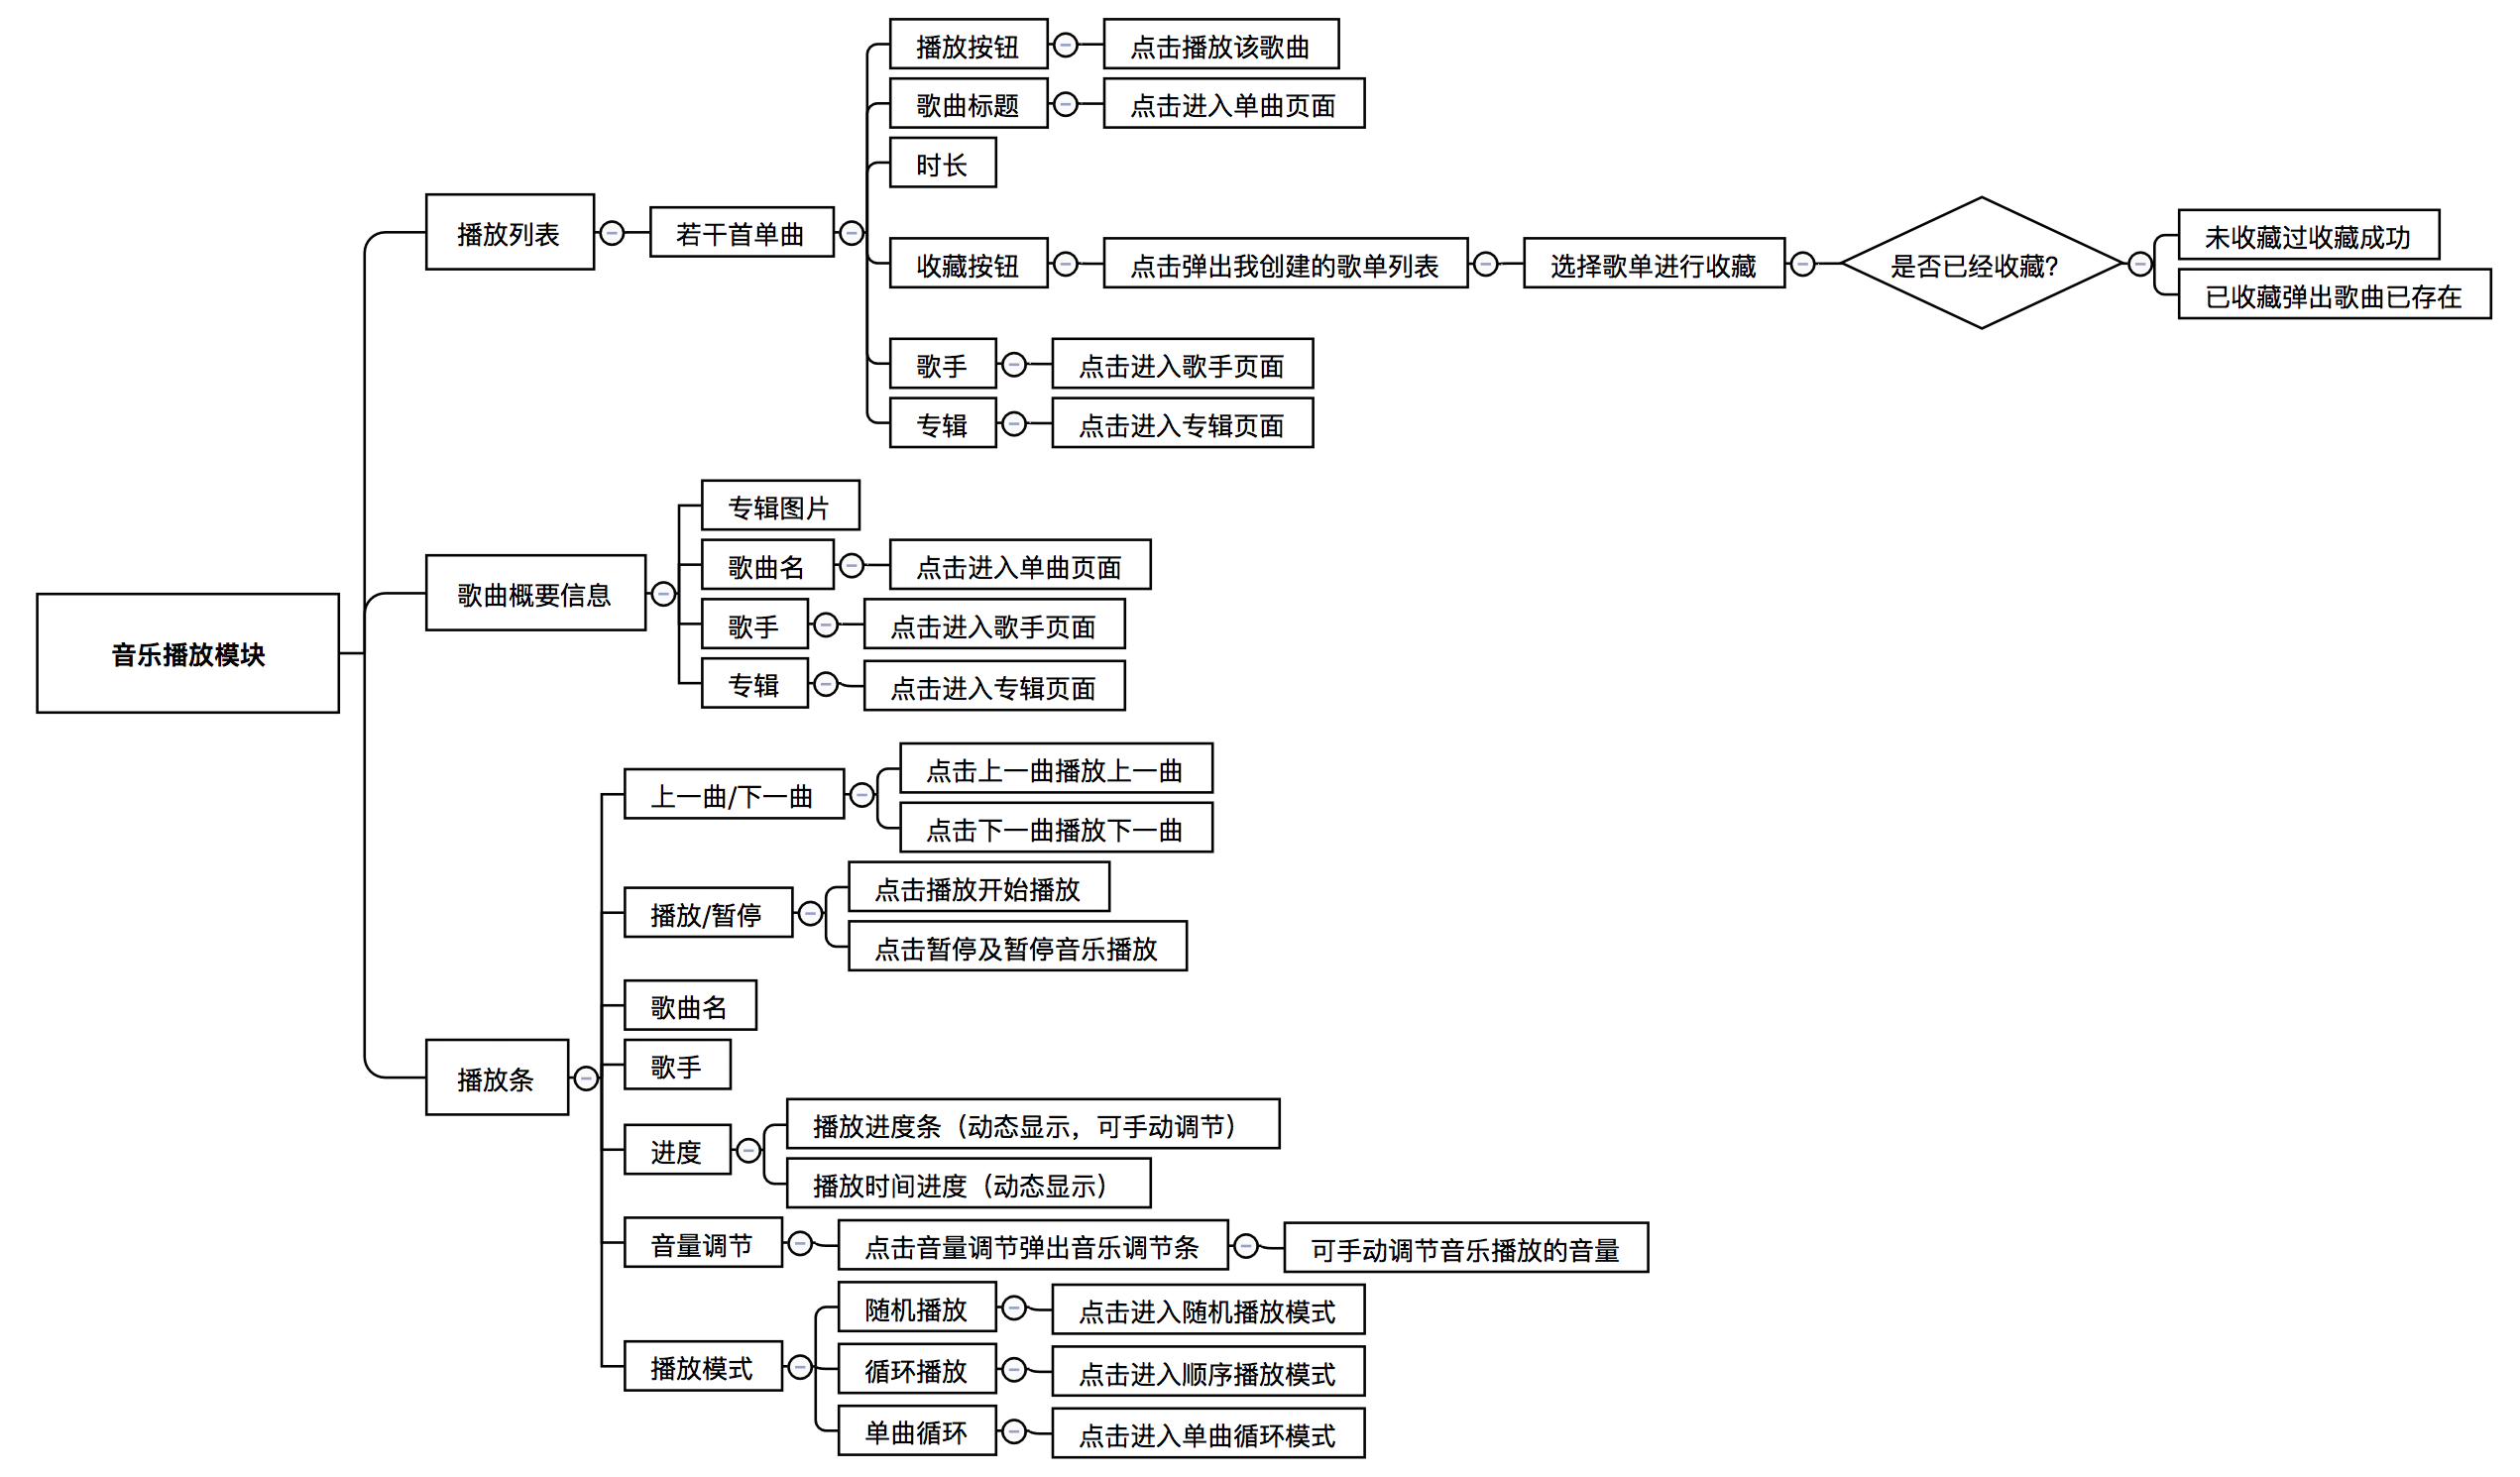 音乐播放模块
播放列表
若干首单曲
播放按钮
点击播放该歌曲
歌曲标题
点击进入单曲页面
时长
收藏按钮
点击弹出我创建的歌单列表
选择歌单进行收藏
是否已经收藏?
未收藏过收藏成功
已收藏弹出歌曲已存在
歌手
点击进入歌手页面
专辑
点击进入专辑页面
歌曲概要信息
专辑图片
歌曲名
点击进入单曲页面
歌手
点击进入歌手页面
专辑
点击进入专辑页面
播放条
上一曲/下一曲
点击上一曲播放上一曲
点击下一曲播放下一曲
播放/暂停
点击播放开始播放
点击暂停及暂停音乐播放
歌曲名
歌手
进度
播放进度条（动态显示，可手动调节）
播放时间进度（动态显示）
音量调节
点击音量调节弹出音乐调节条
可手动调节音乐播放的音量
播放模式
随机播放
点击进入随机播放模式
循环播放
点击进入顺序播放模式
单曲循环
点击进入单曲循环模式